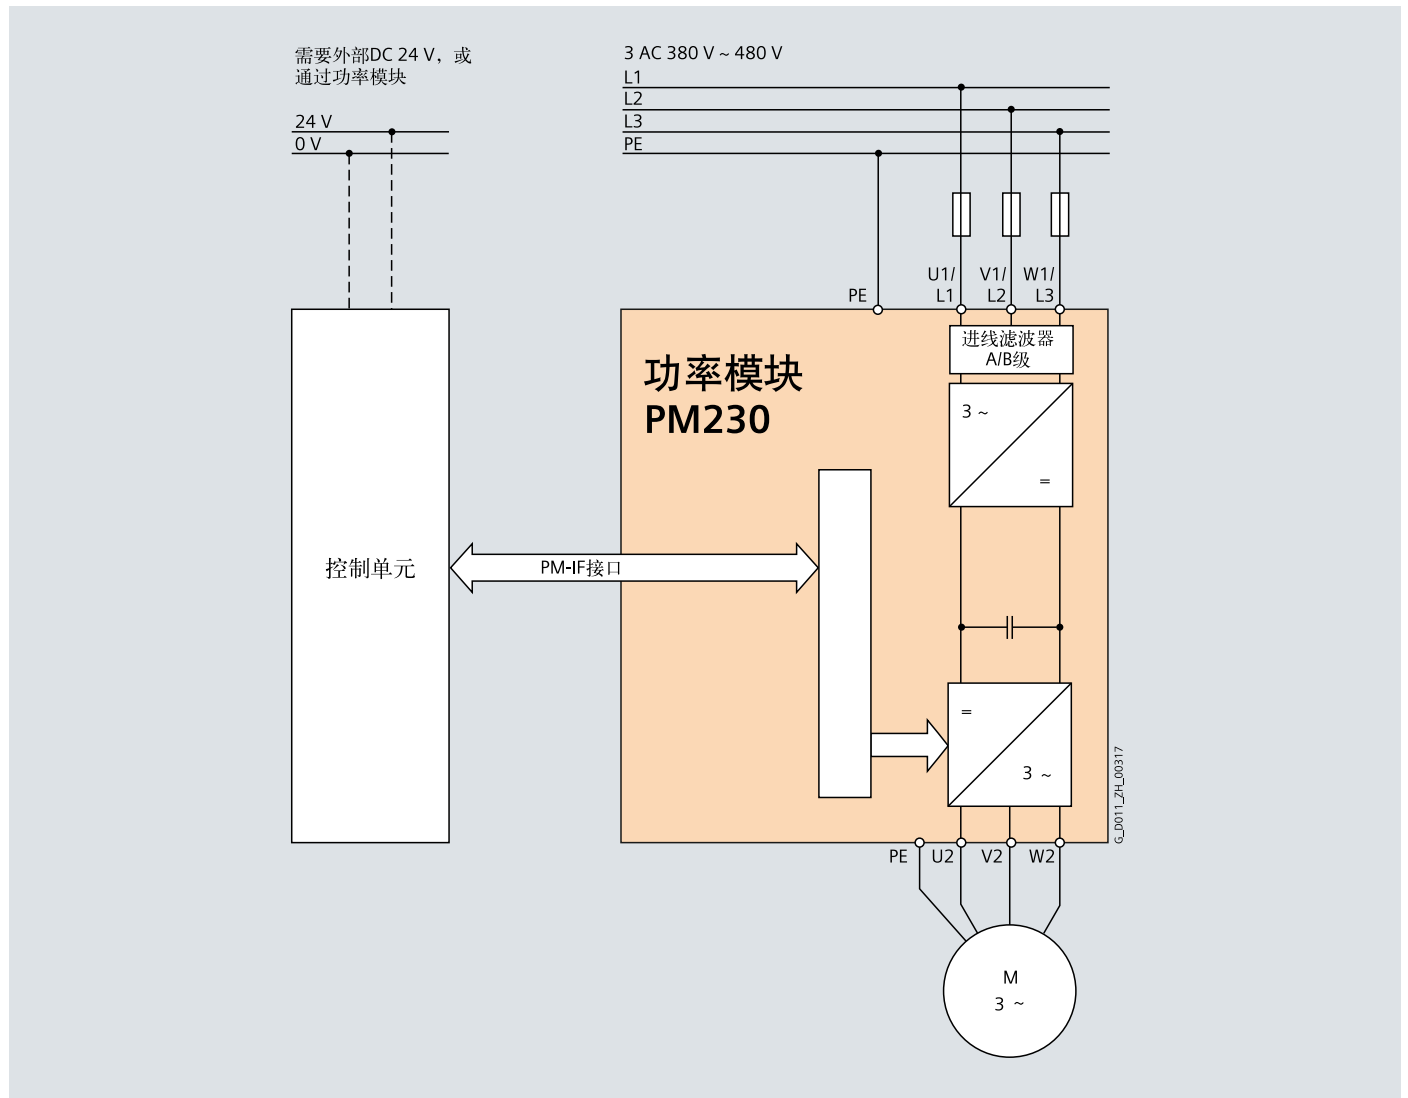 需要外部DC 24 V，或
通过功率模块
24 V
0 V
3 AC 380 V ~ 480 V
L1
L2
L3
PE
PE
U1/
L1
V1/
L2
W1/
L3
进线滤波器
A/B级
功率模块
PM230
3 ~
=
控制单元
PM-IF接口
=
3 ~
G_D011_ZH_00317
PE
U2
V2
W2
M
3 ~